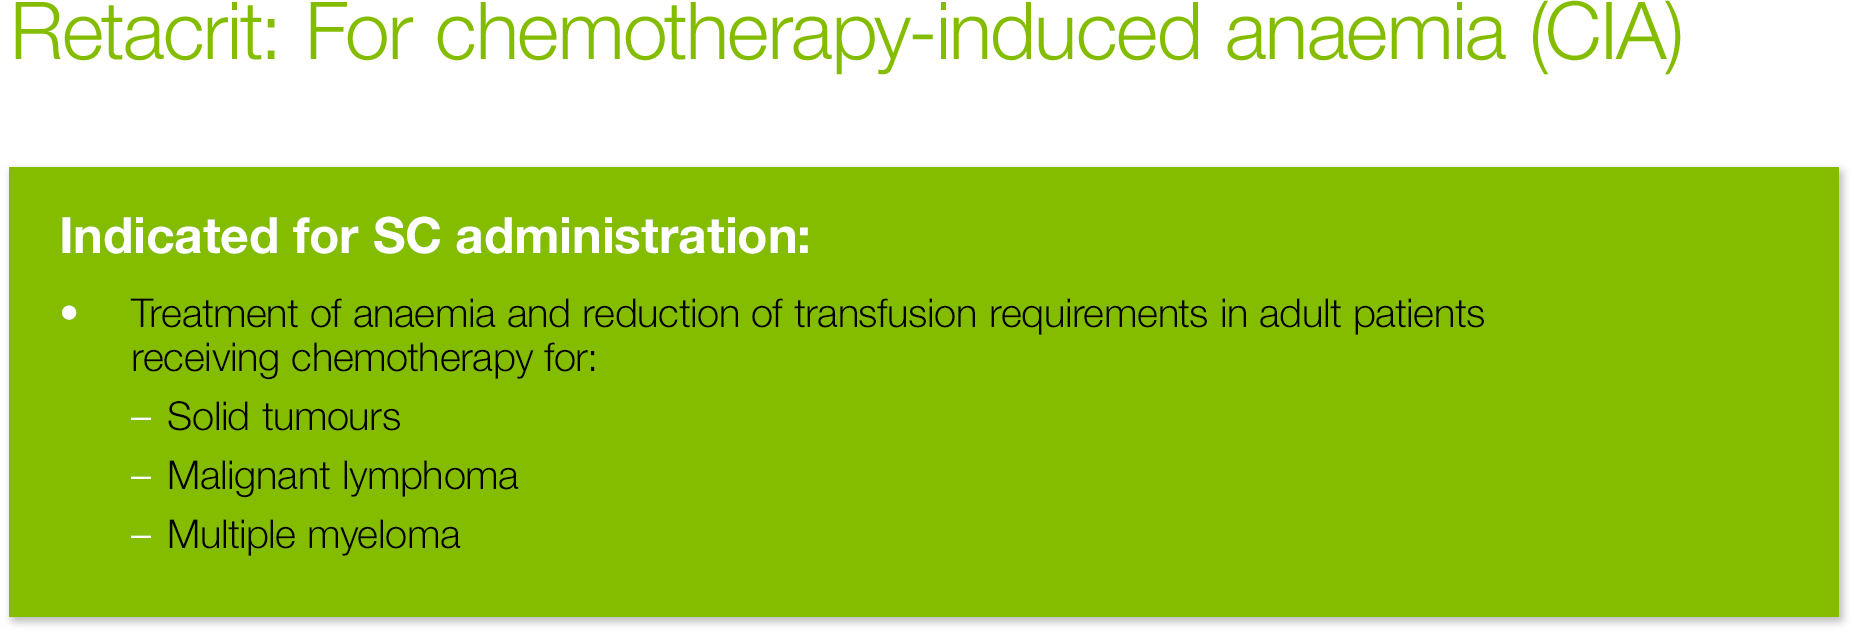 Retacrit: For chemotherapy-induced anaemia (CIA)
Indicated for SC administration:
• Treatment of anaemia and reduction of transfusion requirements in adult patients
receiving chemotherapy for:
– Solid tumours
– Malignant lymphoma
– Multiple myeloma